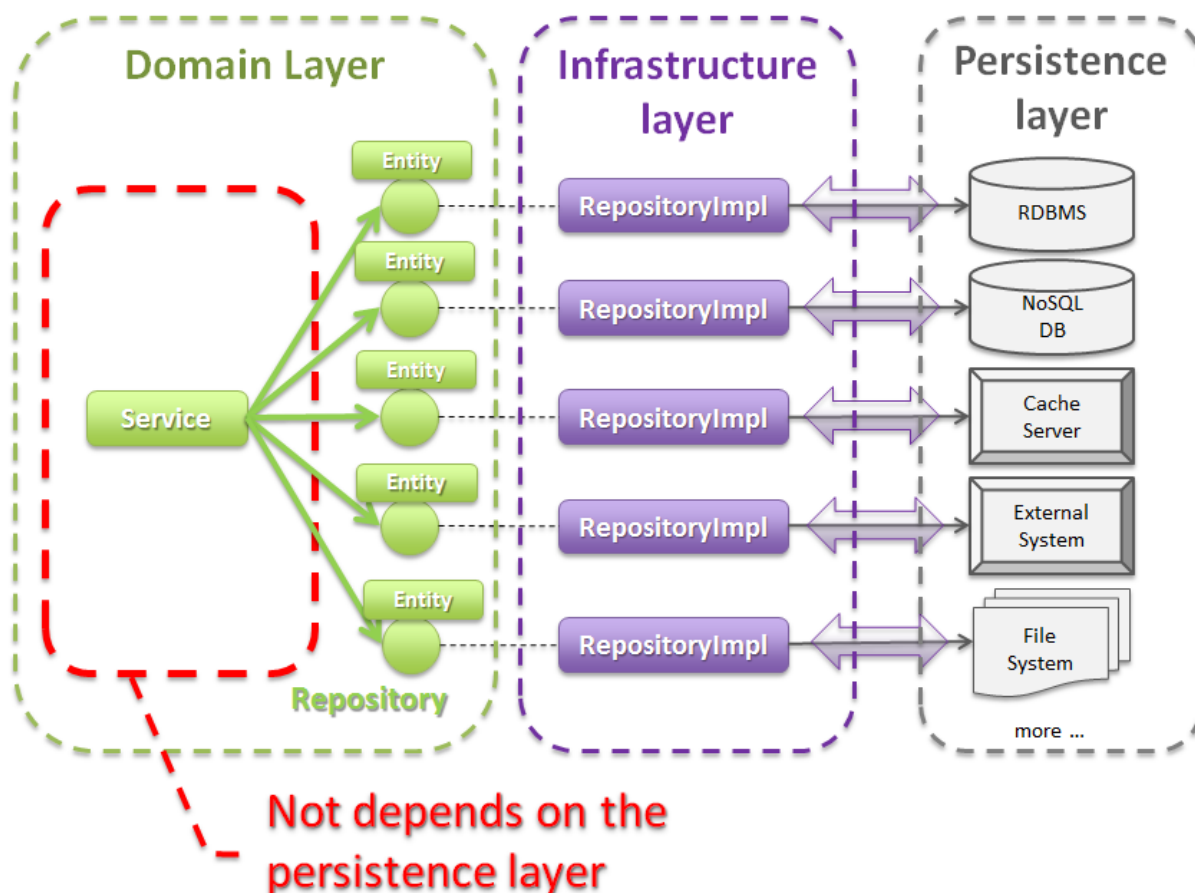 Domain Layer
Infrastructure
layer
Persistence
layer
Entity
RepositoryImpl
RDBMS
Entity
RepositoryImpl
NoSQL
DB
Entity
Service
RepositoryImpl
Cache
Server
Entity
RepositoryImpl
External
System
Entity
RepositoryImpl
File
System
Repository
more ...
Not depends on the
persistence layer